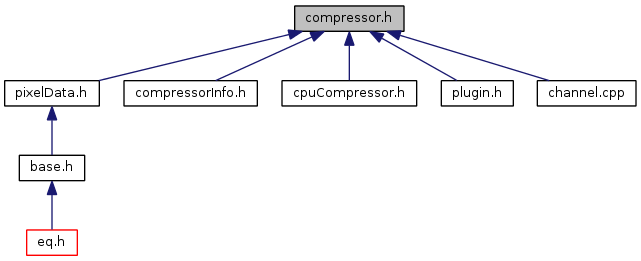 compressor.h
pixelData.h
compressorInfo.h
cpuCompressor.h
plugin.h
channel.cpp
base.h
eq.h